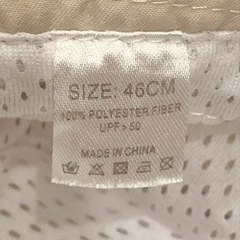 SIZE: 46CM
100% POLYESTER FIBER
UPF>50
MADE IN CHINA